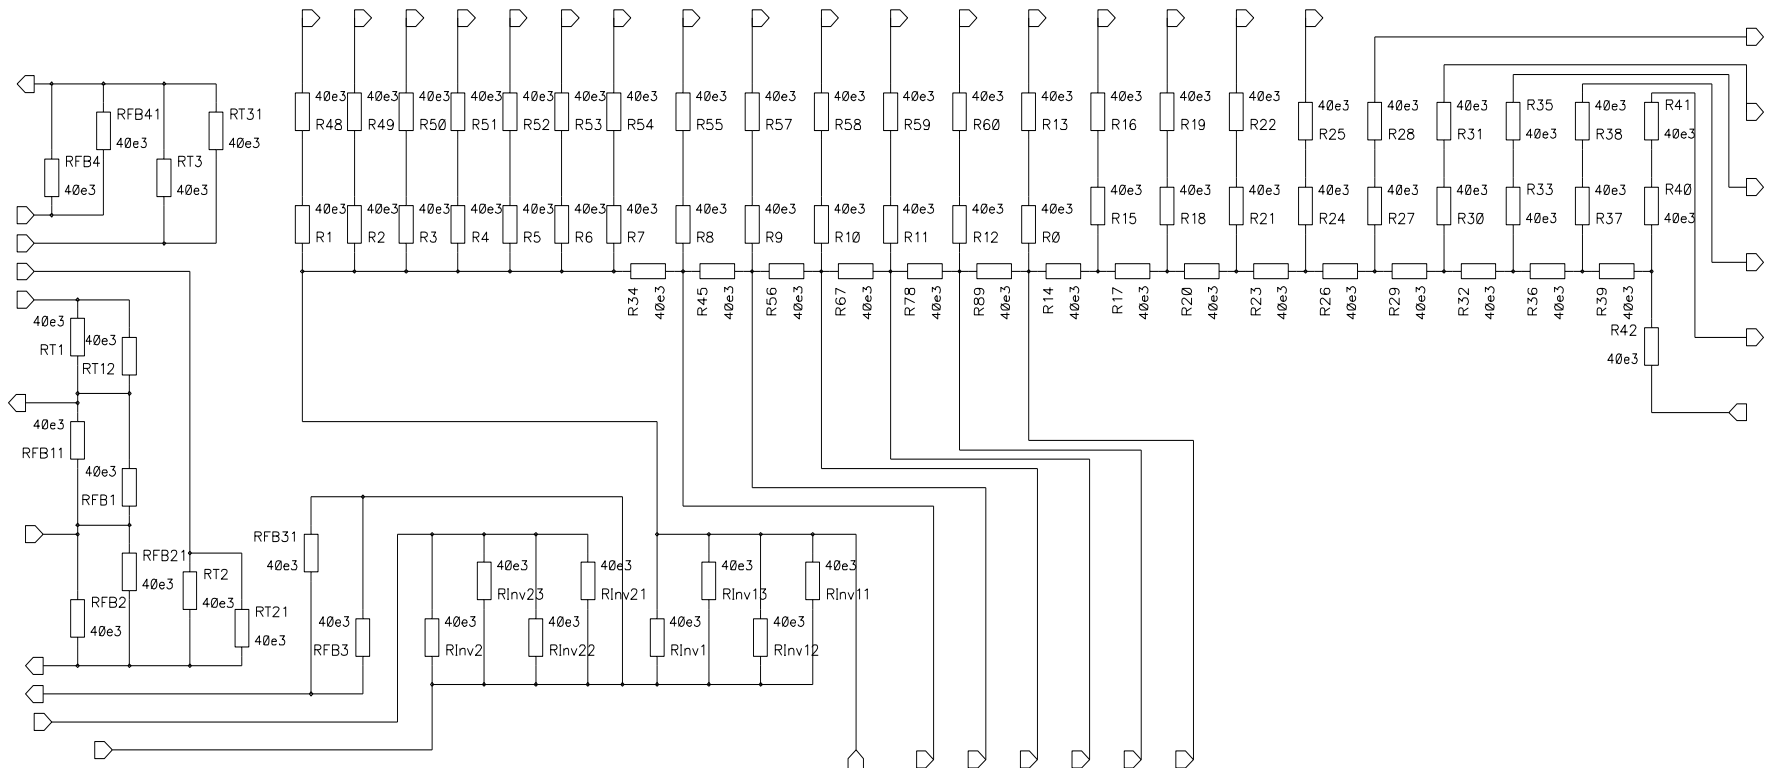 40e3 40e3 40e3 40e3 40e3 40e3 40e3 40e3 40e3 40e3 40e3 40e3 40e3 40e3 40e3 40e3
R48 R49 R50 R51 R52 R53 R54 R55 R57 R58 R59 R60 R13 R16 R19 R22
40e3 40e3 40e3 R35 40e3 R41
R25 R28 R31 40e3 R38 40e3
RFB41 RT31
40e3 40e3
RFB4 RT3
40e3 40e3
40e3 40e3 40e3 40e3 40e3 40e3 R33 40e3 R40
R15 R18 R21 R24 R27 R30 40e3 R37 40e3
40e3 40e3 40e3 40e3 40e3 40e3 40e3 40e3 40e3 40e3 40e3 40e3 40e3
R1 R2 R3 R4 R5 R6 R7 R8 R9 R10 R11 R12 R0
R34 R45 R56 R67 R78 R89 R14 R17 R20 R23 R26 R29 R32 R36 R39
40e3 40e3 40e3 40e3 40e3 40e3 40e3 40e3 40e3 40e3 40e3 40e3 40e3 40e3 40e3
R42
40e3
40e3
RT1
40e3
RT12
40e3
RFB11
40e3
RFB1
RFB21
40e3
RFB2
40e3
RT2
40e3
RT21
40e3
RFB31
40e3
40e3
RFB3
40e3 40e3 40e3 40e3
RInv23 RInv21 RInv13 RInv11
40e3 40e3 40e3 40e3
RInv2 RInv22 RInv1 RInv12